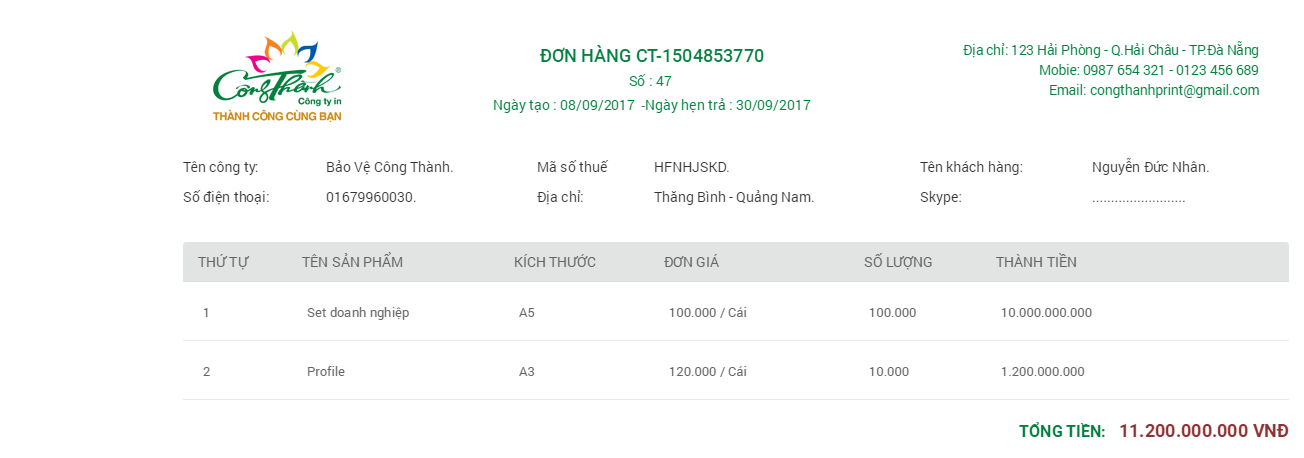 Công Thành ®
Công ty in
THÀNH CÔNG CÙNG BẠN
ĐƠN HÀNG CT-1504853770
Số : 47
Ngày tạo : 08/09/2017 -Ngày hẹn trả : 30/09/2017
Địa chỉ: 123 Hải Phòng - Q.Hải Châu - TP.Đà Nẵng
Mobie: 0987 654 321 - 0123 456 689
Email: congthanhprint@gmail.com
Tên công ty: Bảo Vệ Công Thành. Mã số thuế HFNHJSKD. Tên khách hàng: Nguyễn Đức Nhân.
Số điện thoại: 01679960030. Địa chỉ: Thăng Bình - Quảng Nam. Skype: .........................
THỨ TỰ TÊN SẢN PHẨM KÍCH THƯỚC ĐƠN GIÁ SỐ LƯỢNG THÀNH TIỀN
1 Set doanh nghiệp A5 100.000 / Cái 100.000 10.000.000.000
2 Profile A3 120.000 / Cái 10.000 1.200.000.000
TỔNG TIỀN: 11.200.000.000 VNĐ